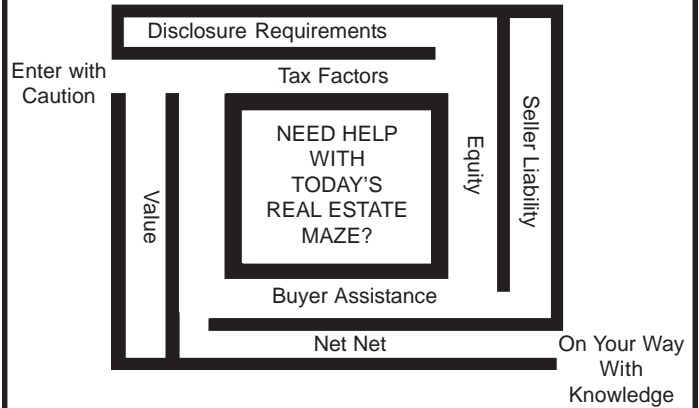 Disclosure Requirements
Enter with
Caution
Tax Factors
NEED HELP
WITH
TODAY'S
REAL ESTATE
MAZE?
Value
Equity
Seller Liability
Buyer Assistance
Net Net
On Your Way
With
Knowledge